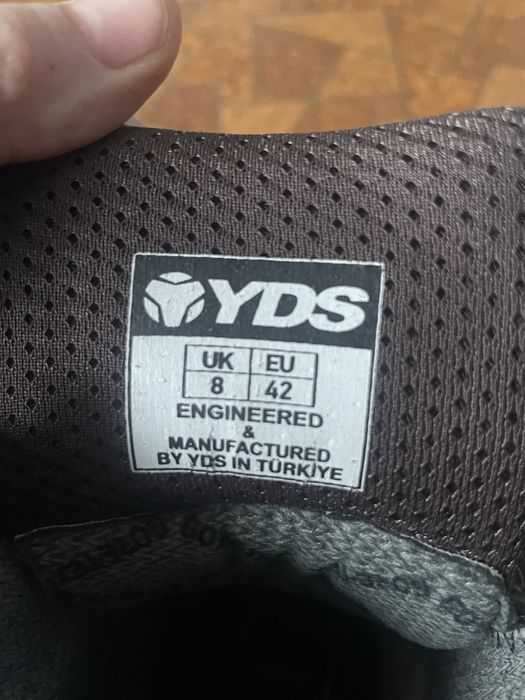 YDS
UK EU
8 42
ENGINEERED
&
MANUFACTURED
BY YDS IN TÜRKİYE